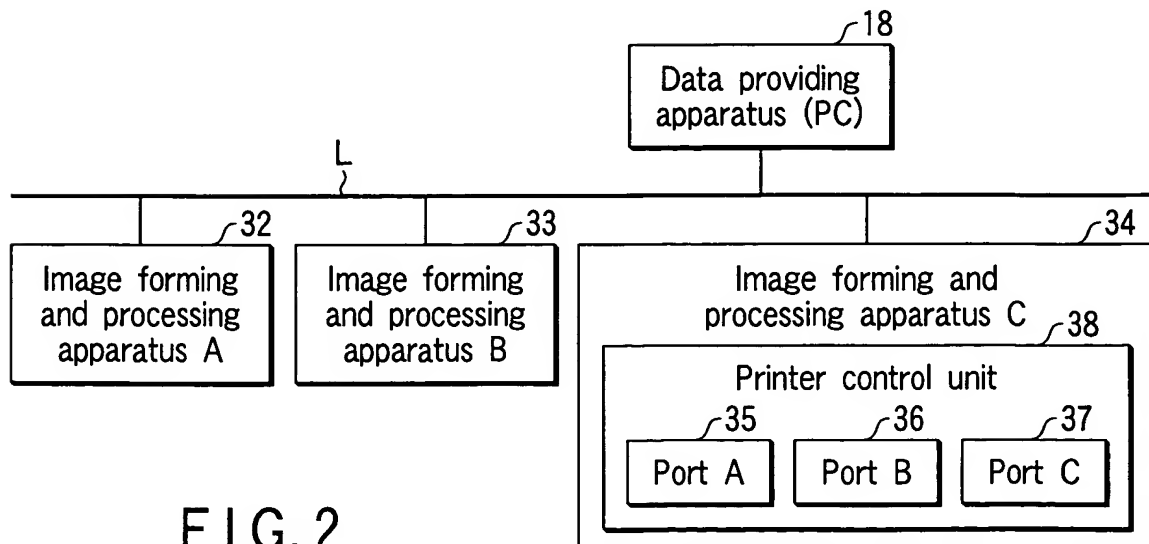 18
Data providing
apparatus (PC)
L
32
Image forming
and processing
apparatus A
33
Image forming
and processing
apparatus B
34
Image forming and
processing apparatus C
38
Printer control unit
35
Port A
36
Port B
37
Port C
FIG. 2